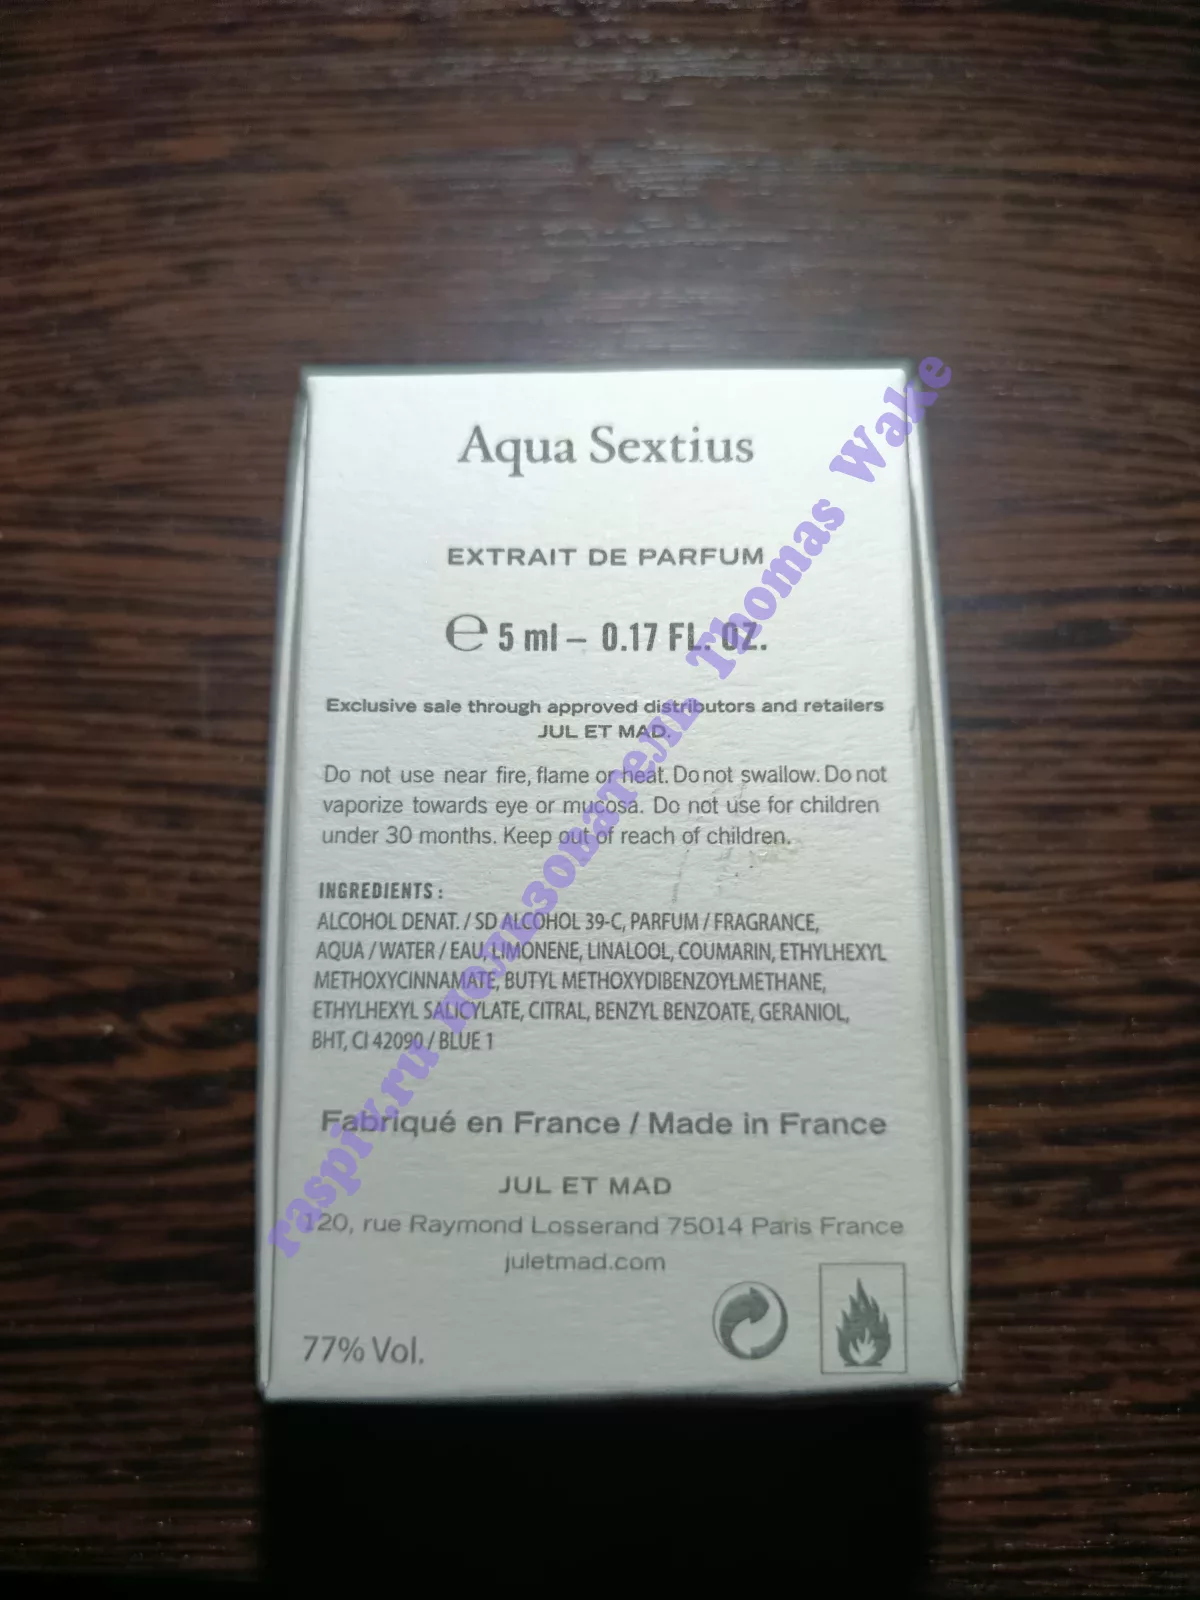 Aqua Sextius
EXTRAIT DE PARFUM
℮ 5 ml – 0.17 FL. OZ.
Exclusive sale through approved distributors and retailers
JUL ET MAD.
Do not use near fire, flame or heat. Do not swallow. Do not
vaporize towards eye or mucosa. Do not use for children
under 30 months. Keep out of reach of children.
INGREDIENTS :
ALCOHOL DENAT. / SD ALCOHOL 39-C, PARFUM / FRAGRANCE,
AQUA / WATER / EAU, LIMONENE, LINALOOL, COUMARIN, ETHYLHEXYL
METHOXYCINNAMATE, BUTYL METHOXYDIBENZOYLMETHANE,
ETHYLHEXYL SALICYLATE, CITRAL, BENZYL BENZOATE, GERANIOL,
BHT, CI 42090 / BLUE 1
Fabriqué en France / Made in France
JUL ET MAD
120, rue Raymond Losserand 75014 Paris France
juletmad.com
77% Vol.
raspiv.ru пользователь Thomas Wake